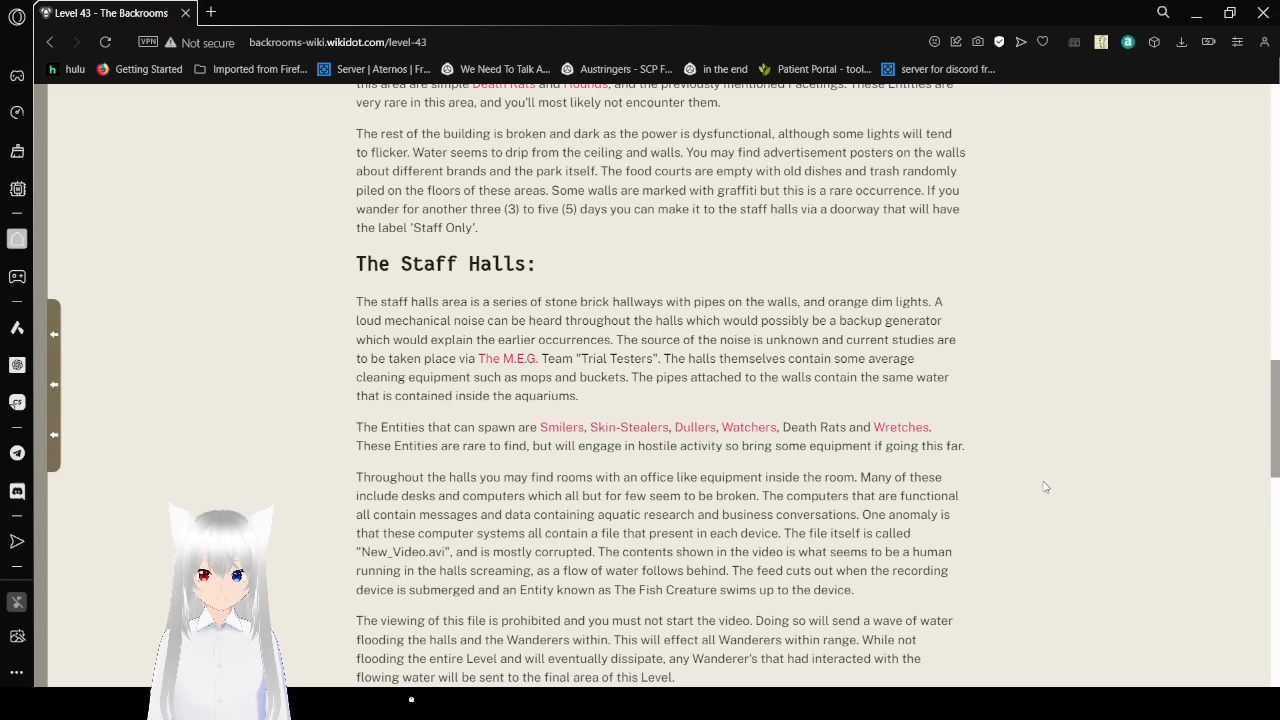 Level 43 - The Backrooms
VPN
Not secure
backrooms-wiki.wikidot.com/level-43
hulu
Getting Started
Imported from Firef...
Server | Aternos | Fr...
We Need To Talk A...
Austringers - SCP F...
in the end
Patient Portal - tool...
server for discord fr...
this area are simple Death Rats and Hounds, and the previously mentioned Facelings. These Entities are
very rare in this area, and you'll most likely not encounter them.
The rest of the building is broken and dark as the power is dysfunctional, although some lights will tend
to flicker. Water seems to drip from the ceiling and walls. You may find advertisement posters on the walls
about different brands and the park itself. The food courts are empty with old dishes and trash randomly
piled on the floors of these areas. Some walls are marked with graffiti but this is a rare occurrence. If you
wander for another three (3) to five (5) days you can make it to the staff halls via a doorway that will have
the label 'Staff Only'.
The Staff Halls:
The staff halls area is a series of stone brick hallways with pipes on the walls, and orange dim lights. A
loud mechanical noise can be heard throughout the halls which would possibly be a backup generator
which would explain the earlier occurrences. The source of the noise is unknown and current studies are
to be taken place via The M.E.G. Team "Trial Testers". The halls themselves contain some average
cleaning equipment such as mops and buckets. The pipes attached to the walls contain the same water
that is contained inside the aquariums.
The Entities that can spawn are Smilers, Skin-Stealers, Dullers, Watchers, Death Rats and Wretches.
These Entities are rare to find, but will engage in hostile activity so bring some equipment if going this far.
Throughout the halls you may find rooms with an office like equipment inside the room. Many of these
include desks and computers which all but for few seem to be broken. The computers that are functional
all contain messages and data containing aquatic research and business conversations. One anomaly is
that these computer systems all contain a file that present in each device. The file itself is called
"New_Video.avi", and is mostly corrupted. The contents shown in the video is what seems to be a human
running in the halls screaming, as a flow of water follows behind. The feed cuts out when the recording
device is submerged and an Entity known as The Fish Creature swims up to the device.
The viewing of this file is prohibited and you must not start the video. Doing so will send a wave of water
flooding the halls and the Wanderers within. This will effect all Wanderers within range. While not
flooding the entire Level and will eventually dissipate, any Wanderer's that had interacted with the
flowing water will be sent to the final area of this Level.